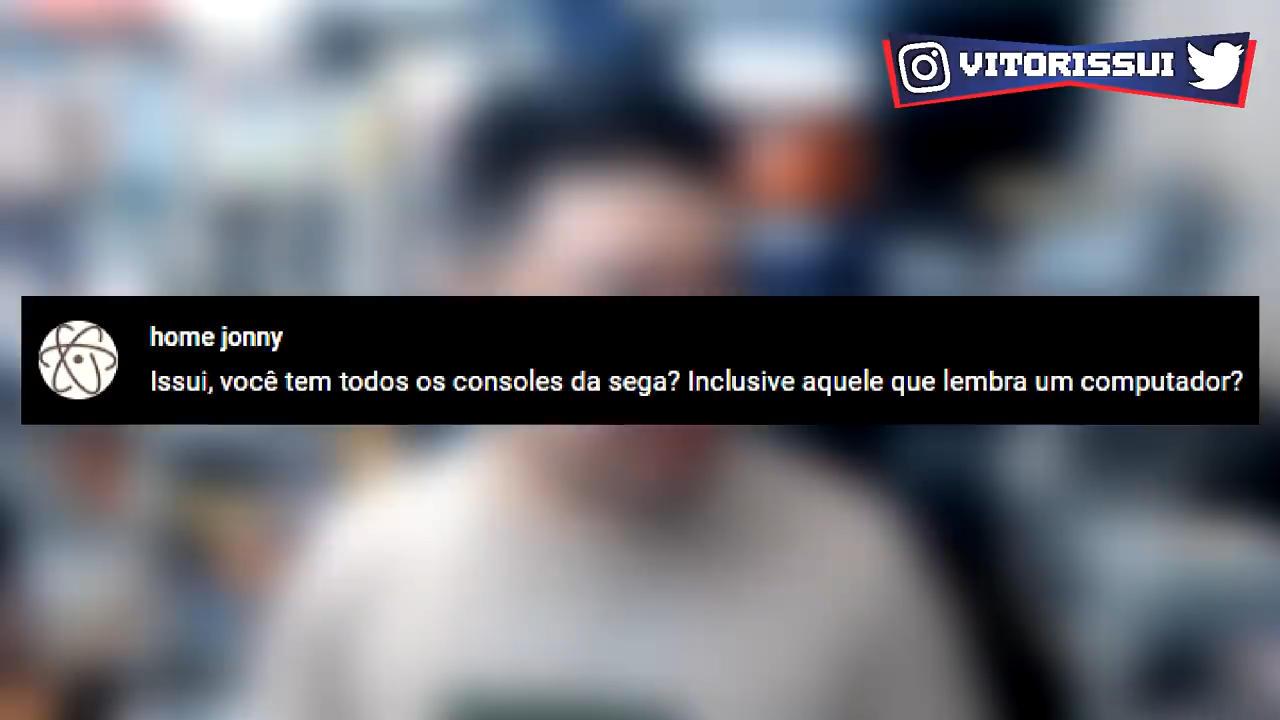 VITORISSUI
home jonny
Issui, você tem todos os consoles da sega? Inclusive aquele que lembra um computador?